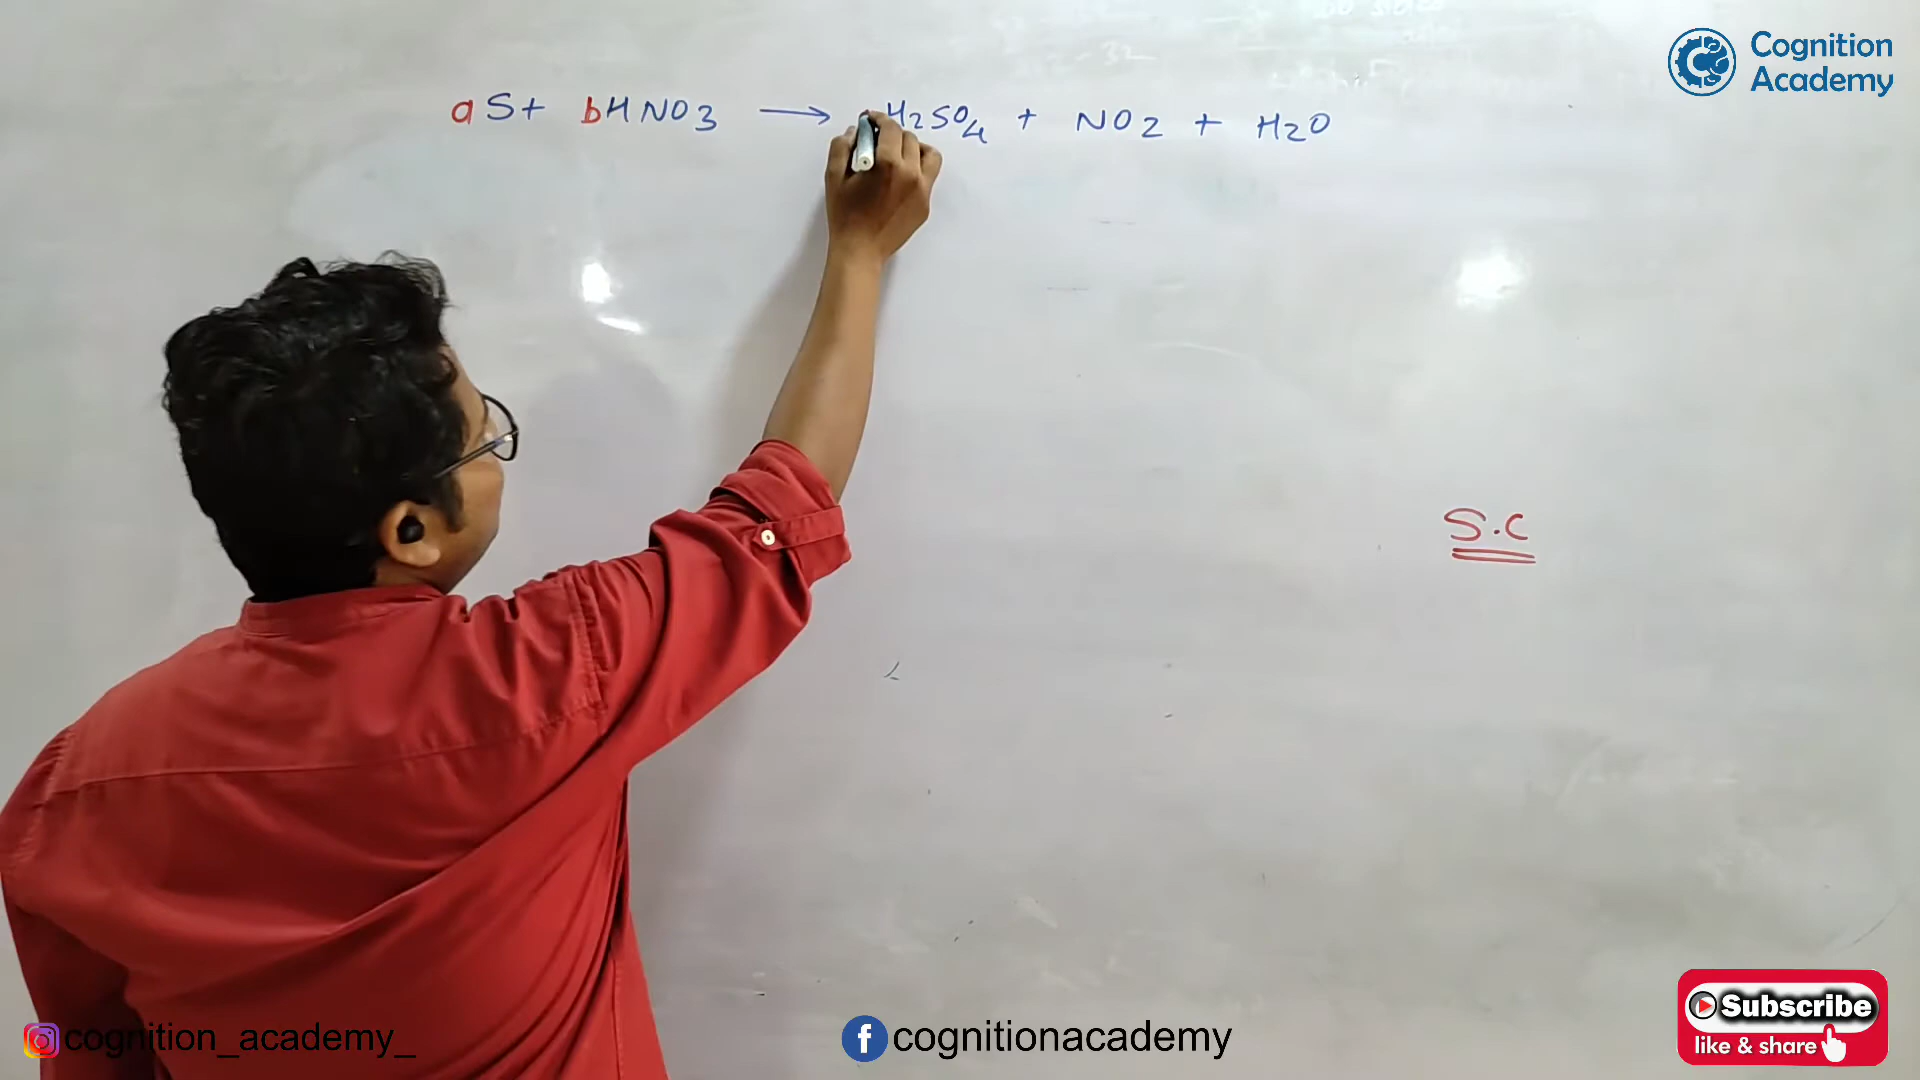 Cognition
Academy
aS + bHNO3 → H2SO4 + NO2 + H2O
S.C
Subscribe
like & share
cognition_academy_
cognitionacademy